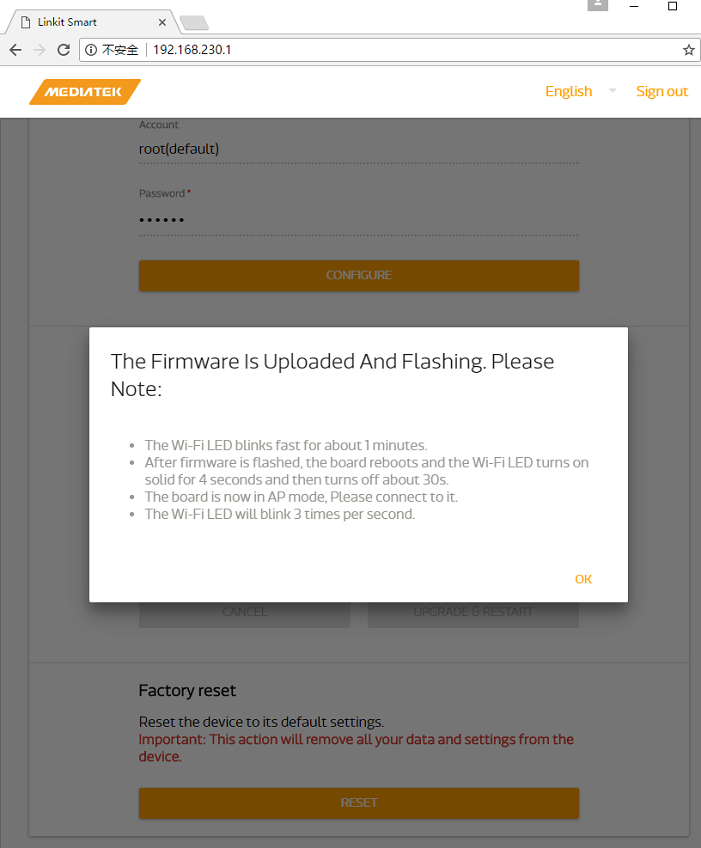 Linkit Smart
不安全 192.168.230.1
MEDIATEK
English Sign out
Account
root(default)
Password *
••••••
CONFIGURE
The Firmware Is Uploaded And Flashing. Please
Note:
• The Wi-Fi LED blinks fast for about 1 minutes.
• After firmware is flashed, the board reboots and the Wi-Fi LED turns on
solid for 4 seconds and then turns off about 30s.
• The board is now in AP mode, Please connect to it.
• The Wi-Fi LED will blink 3 times per second.
OK
CANCEL UPGRADE & RESTART
Factory reset
Reset the device to its default settings.
Important: This action will remove all your data and settings from the
device.
RESET